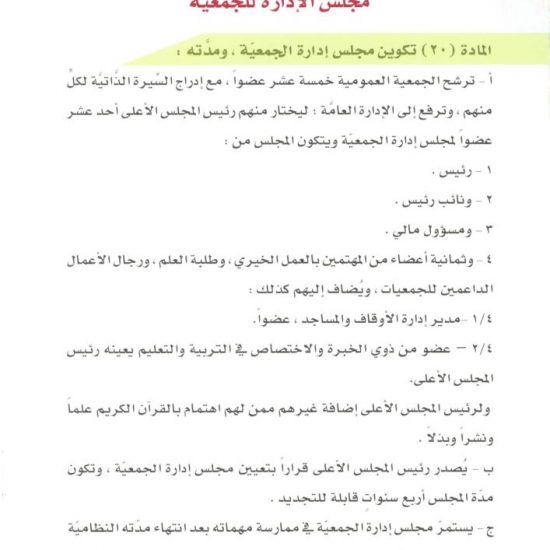 مجلس الإدارة للجمعية
المادة (٢٠) تكوين مجلس إدارة الجمعيّة ، ومدّته :
أ - ترشح الجمعية العمومية خمسة عشر عضواً ، مع إدراج السّيرة الذّاتيّة لكلٍّ
منهم ، وترفع إلى الإدارة العامّة ؛ ليختار منهم رئيس المجلس الأعلى أحد عشر
عضواً لمجلس إدارة الجمعيّة ويتكون المجلس من :
١ - رئيس .
٢ - ونائب رئيس .
٣ - ومسؤول مالي .
٤ - وثمانية أعضاء من المهتمين بالعمل الخيري ، وطلبة العلم ، ورجال الأعمال
الداعمين للجمعيات ، ويُضاف إليهم كذلك :
١/٤ -مدير إدارة الأوقاف والمساجد ، عضواً.
٢/٤ – عضو من ذوي الخبرة والاختصاص في التربية والتعليم يعينه رئيس
المجلس الأعلى.
ولرئيس المجلس الأعلى إضافة غيرهم ممن لهم اهتمام بالقرآن الكريم علماً
ونشراً وبذلاً .
ب - يُصدر رئيس المجلس الأعلى قراراً بتعيين مجلس إدارة الجمعيّة ، وتكون
مدّة المجلس أربع سنواتٍ قابلة للتجديد .
ج - يستمرّ مجلس إدارة الجمعيّة في ممارسة مهماته بعد انتهاء مدّته النظاميّة